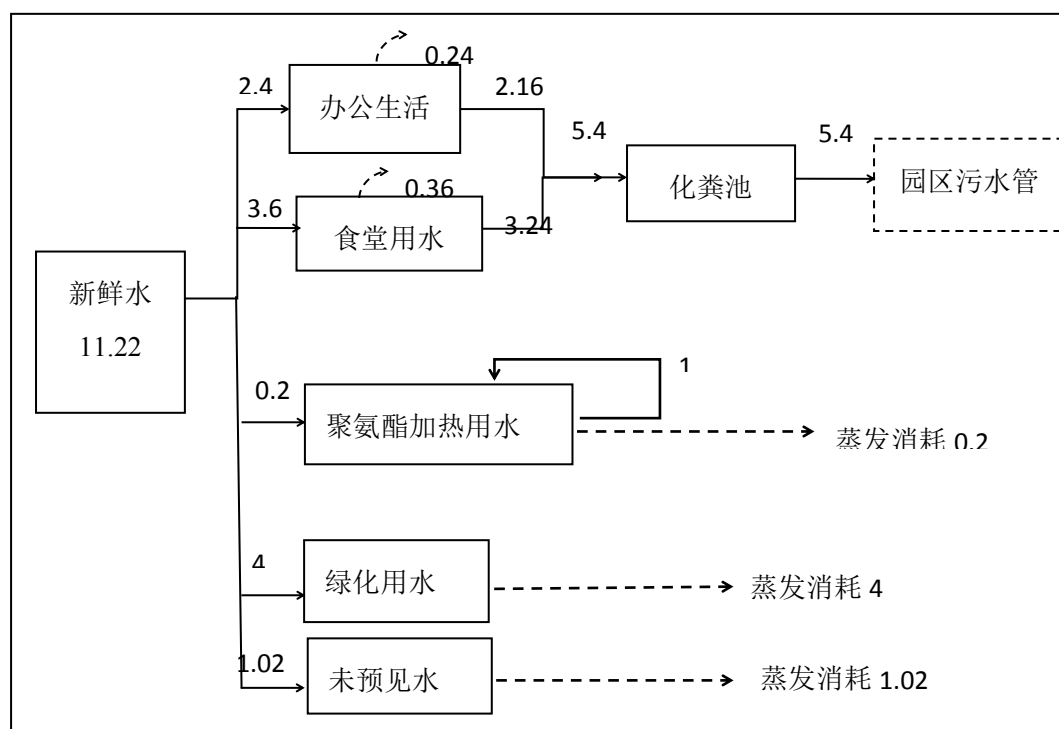 0.24
2.4
办公生活
2.16
5.4
5.4
化粪池
园区污水管
0.36
3.6
食堂用水
3.24
新鲜水
11.22
1
0.2
聚氨酯加热用水
蒸发消耗 0.2
4
绿化用水
蒸发消耗 4
1.02
未预见水
蒸发消耗 1.02